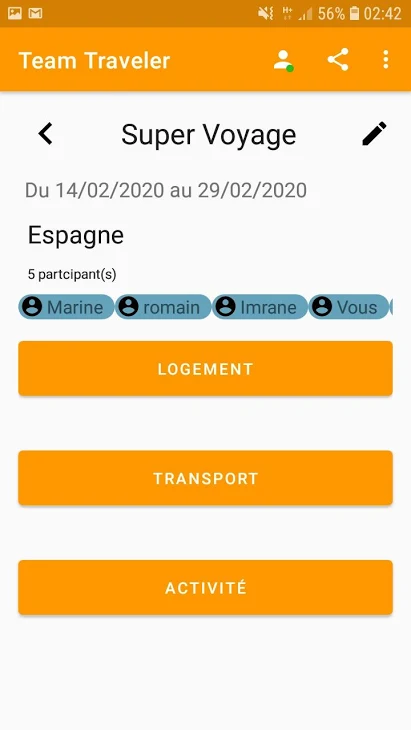 56% 02:42
Team Traveler
Super Voyage
Du 14/02/2020 au 29/02/2020
Espagne
5 partcipant(s)
Marine romain Imrane Vous
LOGEMENT
TRANSPORT
ACTIVITÉ